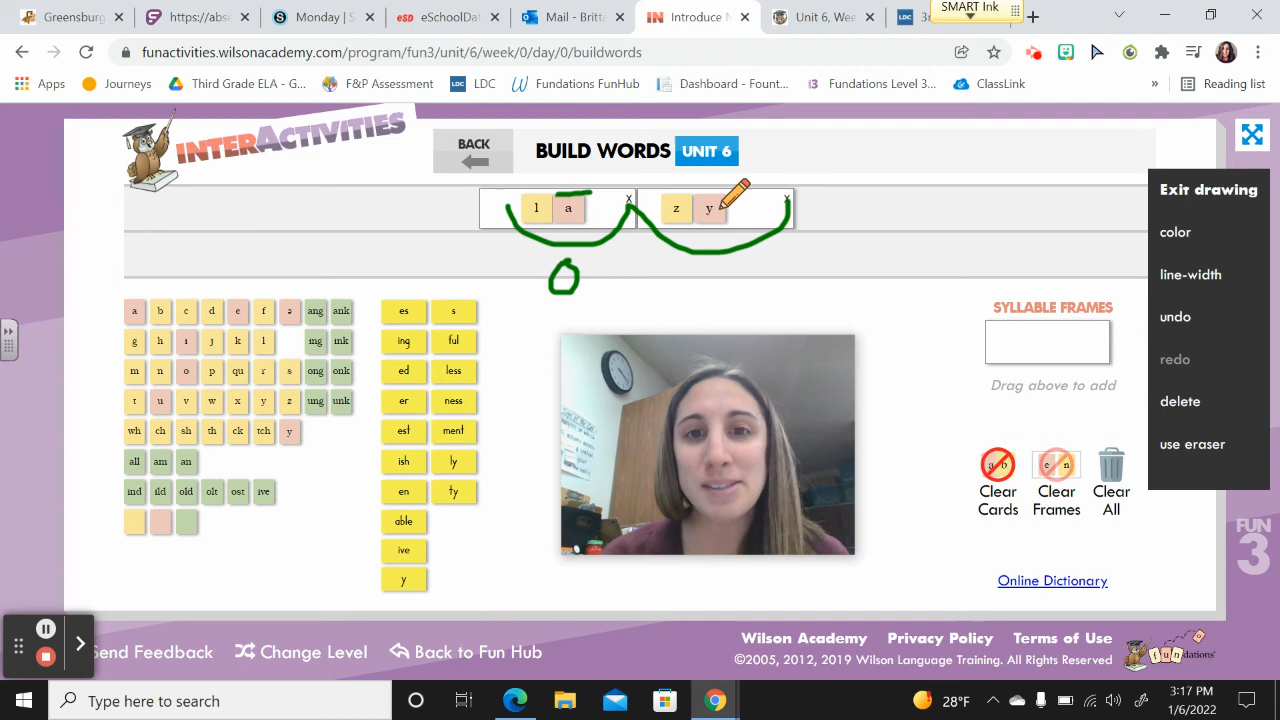 Greensburg
https://abse
Monday |
eSchoolDat
Mail - Britta
Introduce N
Unit 6, Wee
SMART Ink
funactivities.wilsonacademy.com/program/fun3/unit/6/week/0/day/0/buildwords
Apps Journeys Third Grade ELA - G... F&P Assessment LDC Fundations FunHub Dashboard - Fount... Fundations Level 3... ClassLink » Reading list
INTERACTIVITIES
BACK
BUILD WORDS UNIT 6
l a x z y x
o
a b c d e f ə ang ank
g h i j k l ing ink
m n o p qu r s ong onk
t u v w x y z ung unk
wh ch sh th ck tch y
all am an
ind ild old olt ost ive
es s
ing ful
ed less
er ness
est ment
ish ly
en ty
able
ive
y
SYLLABLE FRAMES
Drag above to add
Clear Cards
Clear Frames
Clear All
Online Dictionary
Exit drawing
color
line-width
undo
redo
delete
use eraser
FUN
3
Send Feedback Change Level Back to Fun Hub
Wilson Academy Privacy Policy Terms of Use
©2005, 2012, 2019 Wilson Language Training. All Rights Reserved
fundations
Type here to search
28°F
3:17 PM
1/6/2022